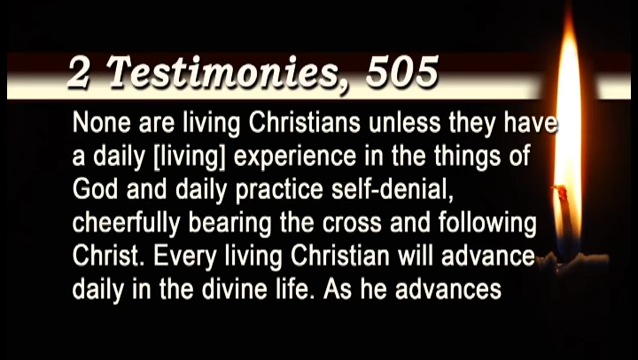 2 Testimonies, 505
None are living Christians unless they have
a daily [living] experience in the things of
God and daily practice self-denial,
cheerfully bearing the cross and following
Christ. Every living Christian will advance
daily in the divine life. As he advances